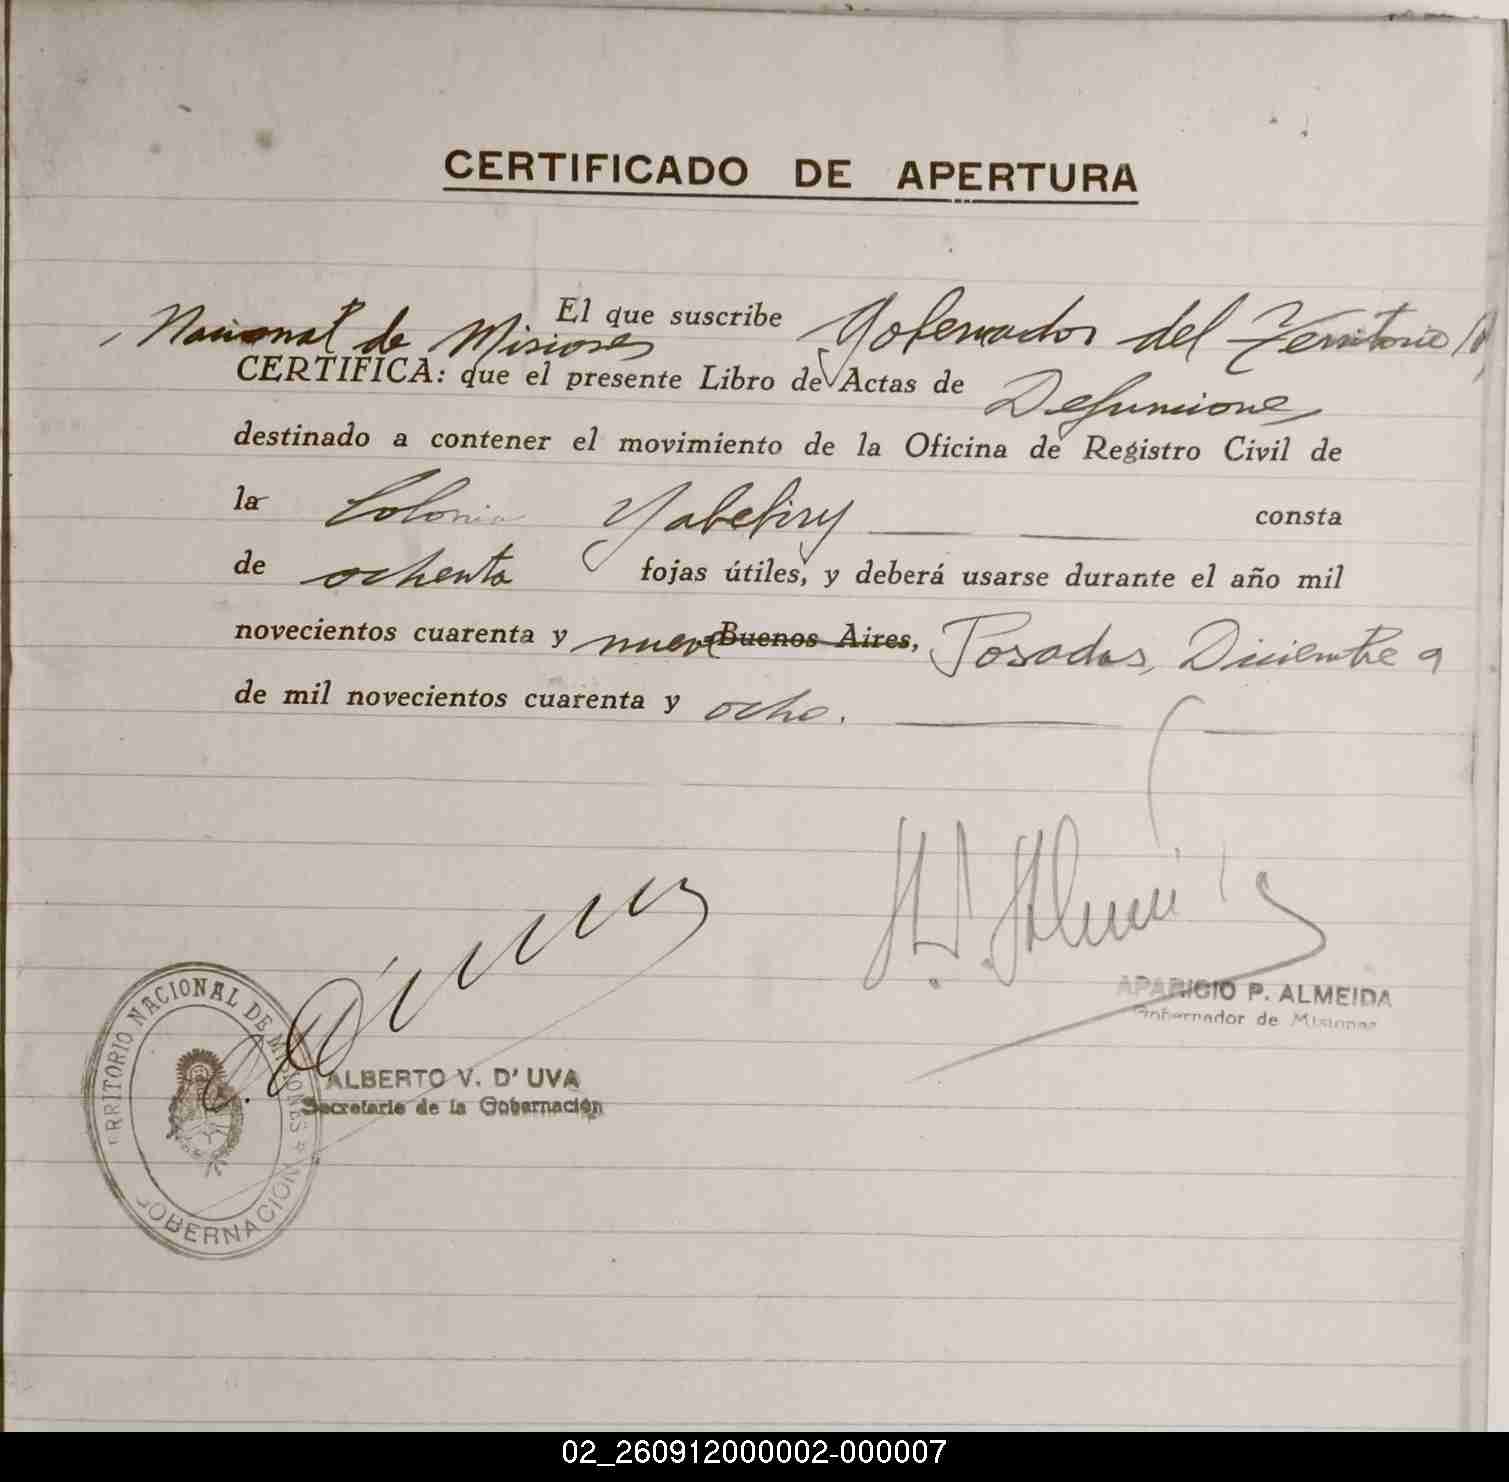 CERTIFICADO DE APERTURA
El que suscribe Gobernador del Territorio
Nacional de Misiones
CERTIFICA: que el presente Libro de Actas de Defunciones
destinado a contener el movimiento de la Oficina de Registro Civil de
la Colonia Yabebiry consta
de ochenta fojas útiles, y deberá usarse durante el año mil
novecientos cuarenta y nueve Buenos Aires, Posadas, Diciembre 9
de mil novecientos cuarenta y ocho.
APARICIO P. ALMEIDA
Gobernador de Misiones
ALBERTO V. D' UVA
Secretario de la Gobernación
TERRITORIO NACIONAL DE MISIONES
GOBERNACION
02_260912000002-000007